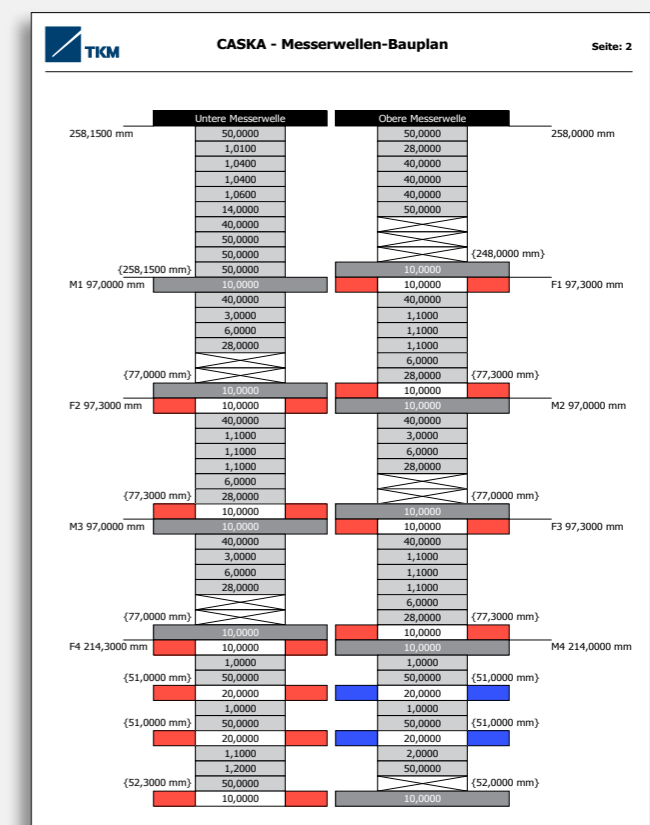 TKM
CASKA - Messerwellen-Bauplan
Seite: 2
Untere Messerwelle Obere Messerwelle
258,1500 mm 50,0000 50,0000 258,0000 mm
1,0100 28,0000
1,0400 40,0000
1,0400 40,0000
1,0600 40,0000
14,0000 50,0000
40,0000
50,0000
50,0000 {248,0000 mm}
{258,1500 mm} 50,0000 10,0000
M1 97,0000 mm 10,0000 10,0000 F1 97,3000 mm
40,0000 40,0000
3,0000 1,1000
6,0000 1,1000
28,0000 1,1000
6,0000
{77,0000 mm} 28,0000 {77,3000 mm}
10,0000 10,0000
F2 97,3000 mm 10,0000 10,0000 M2 97,0000 mm
40,0000 40,0000
1,1000 3,0000
1,1000 6,0000
1,1000 28,0000
6,0000
{77,3000 mm} 28,0000 {77,0000 mm}
10,0000 10,0000
M3 97,0000 mm 10,0000 10,0000 F3 97,3000 mm
40,0000 40,0000
3,0000 1,1000
6,0000 1,1000
28,0000 1,1000
6,0000
{77,0000 mm} 28,0000 {77,3000 mm}
10,0000 10,0000
F4 214,3000 mm 10,0000 10,0000 M4 214,0000 mm
1,0000 1,0000
{51,0000 mm} 50,0000 50,0000 {51,0000 mm}
20,0000 20,0000
1,0000 1,0000
{51,0000 mm} 50,0000 50,0000 {51,0000 mm}
20,0000 20,0000
1,1000 2,0000
1,2000 50,0000
{52,3000 mm} 50,0000 {52,0000 mm}
10,0000 10,0000